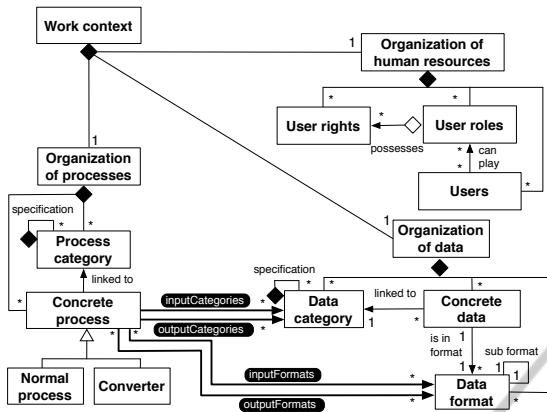 Work context
1
Organization of
human resources
*
*
*
User rights
*
User roles
possesses
*
can
play
*
Users
*
1
Organization
of processes
specification
*
*
*
Process
category
linked to
1
Organization
of data
specification
*
*
*
*
Concrete
process
*
inputCategories
*
outputCategories
*
Data
category
linked to
1
*
Concrete
data
is in
format
1
*
sub format
1
1
*
*
*
*
Normal
process
Converter
inputFormats
*
outputFormats
*
Data
format
*